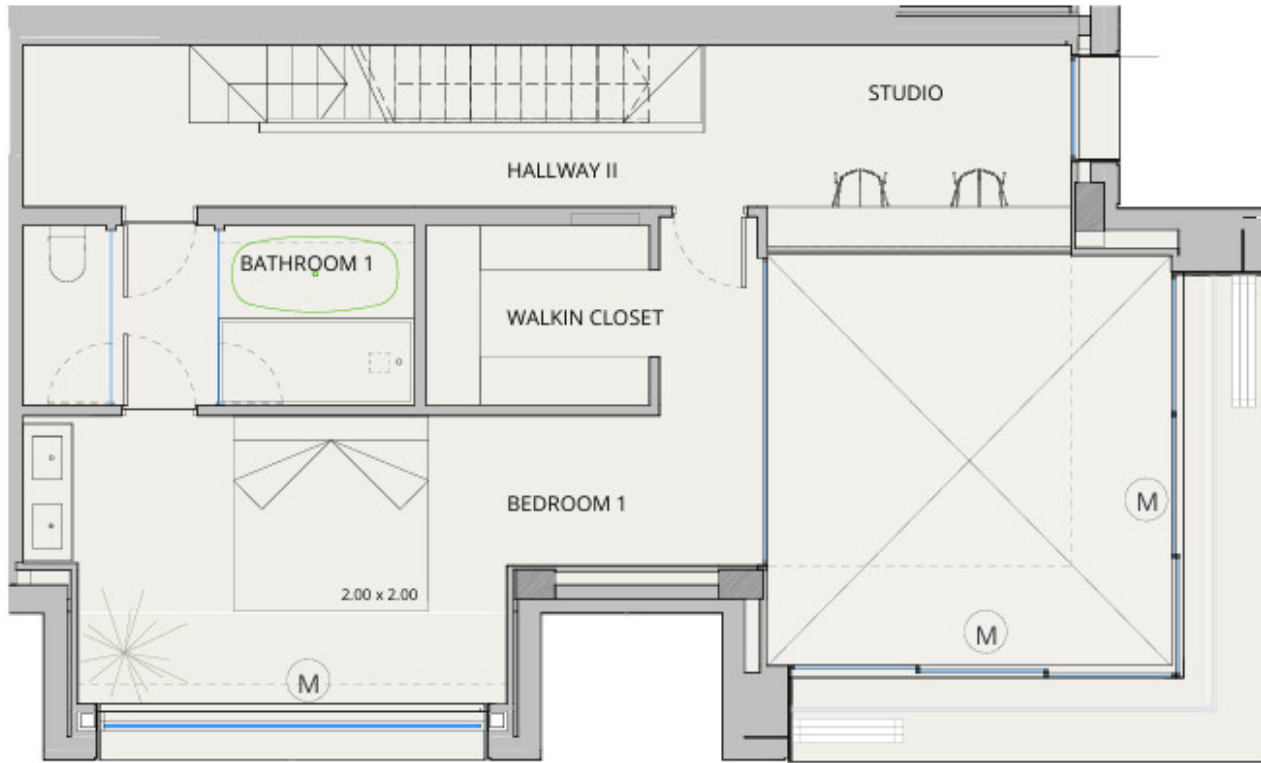 STUDIO
HALLWAY II
BATHROOM 1
WALKIN CLOSET
BEDROOM 1
M
2.00 x 2.00
M
M